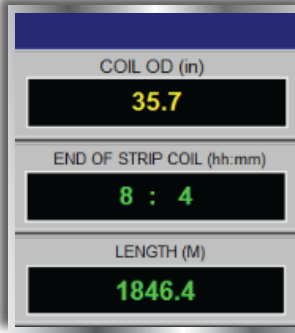 COIL OD (in)
35.7
END OF STRIP COIL (hh:mm)
8 : 4
LENGTH (M)
1846.4